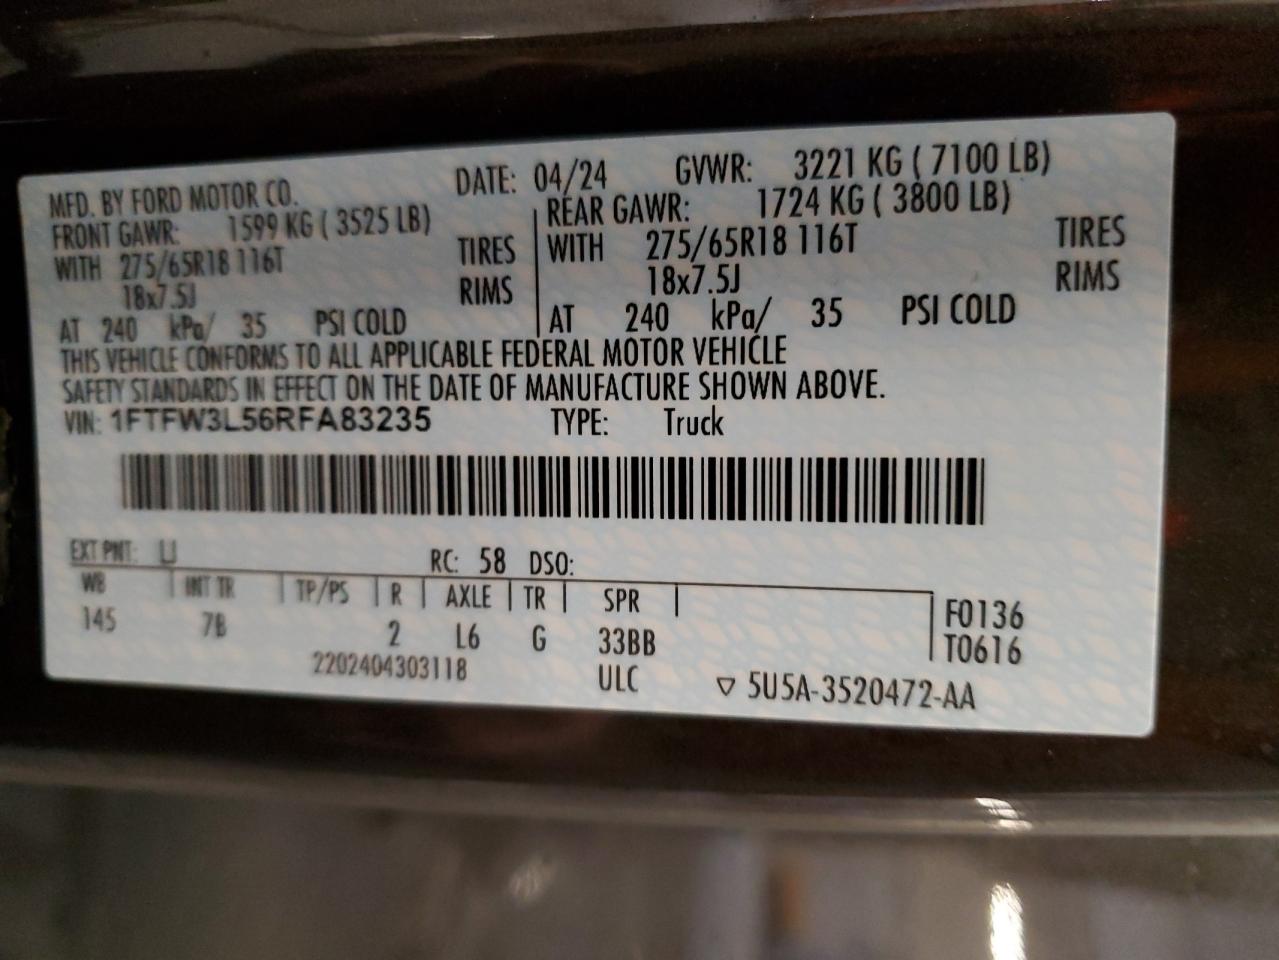 MFD. BY FORD MOTOR CO. DATE: 04/24 GVWR: 3221 KG ( 7100 LB)
FRONT GAWR: 1599 KG ( 3525 LB) REAR GAWR: 1724 KG ( 3800 LB)
WITH 275/65R18 116T TIRES WITH 275/65R18 116T TIRES
18x7.5J RIMS 18x7.5J RIMS
AT 240 kPa/ 35 PSI COLD AT 240 kPa/ 35 PSI COLD
THIS VEHICLE CONFORMS TO ALL APPLICABLE FEDERAL MOTOR VEHICLE
SAFETY STANDARDS IN EFFECT ON THE DATE OF MANUFACTURE SHOWN ABOVE.
VIN: 1FTFW3L56RFA83235 TYPE: Truck
EXT PNT: RC: 58 DSO:
WB INT TR TP/PS R AXLE TR SPR F0136
145 7B 2 L6 G 33BB T0616
2202404303118 ULC ▽ 5U5A-3520472-AA